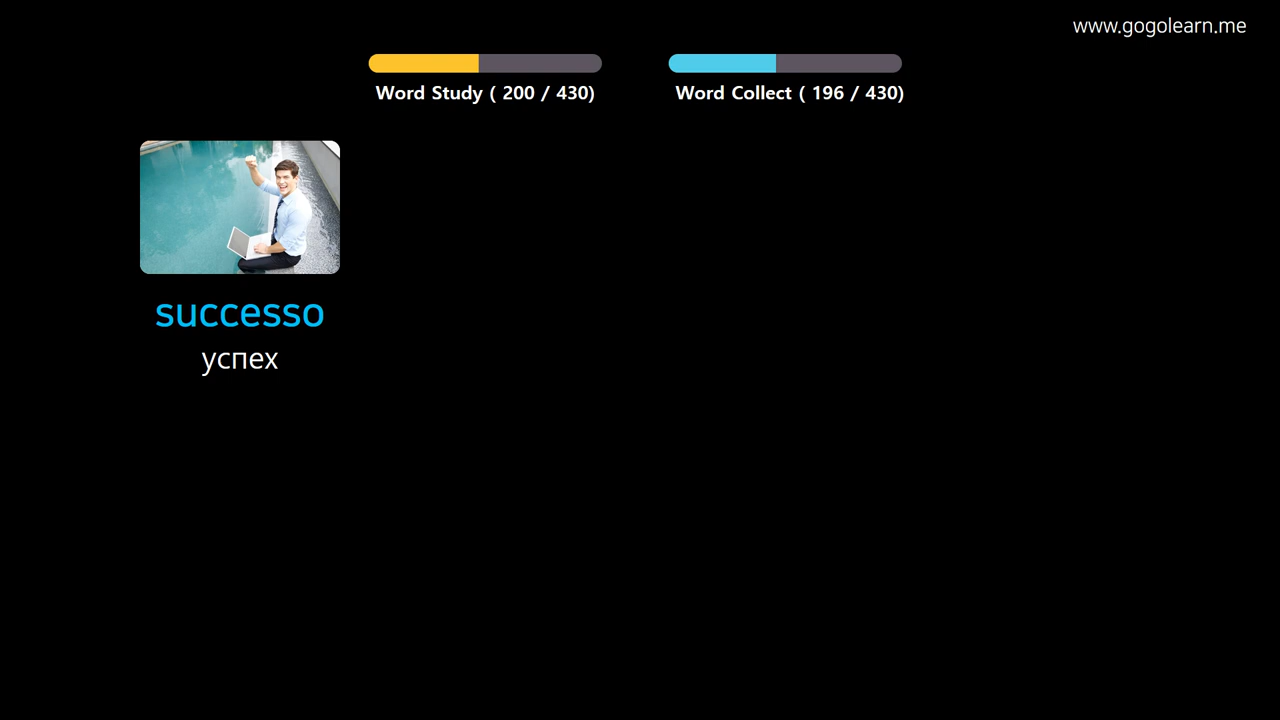 www.gogolearn.me
Word Study ( 200 / 430)
Word Collect ( 196 / 430)
successo
успех